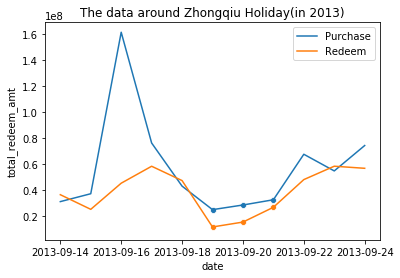 The data around Zhongqiu Holiday(in 2013)
1e8
Purchase
Redeem
1.6
1.4
1.2
1.0
0.8
0.6
0.4
0.2
total_redeem_amt
2013-09-14 2013-09-16 2013-09-18 2013-09-20 2013-09-22 2013-09-24
date